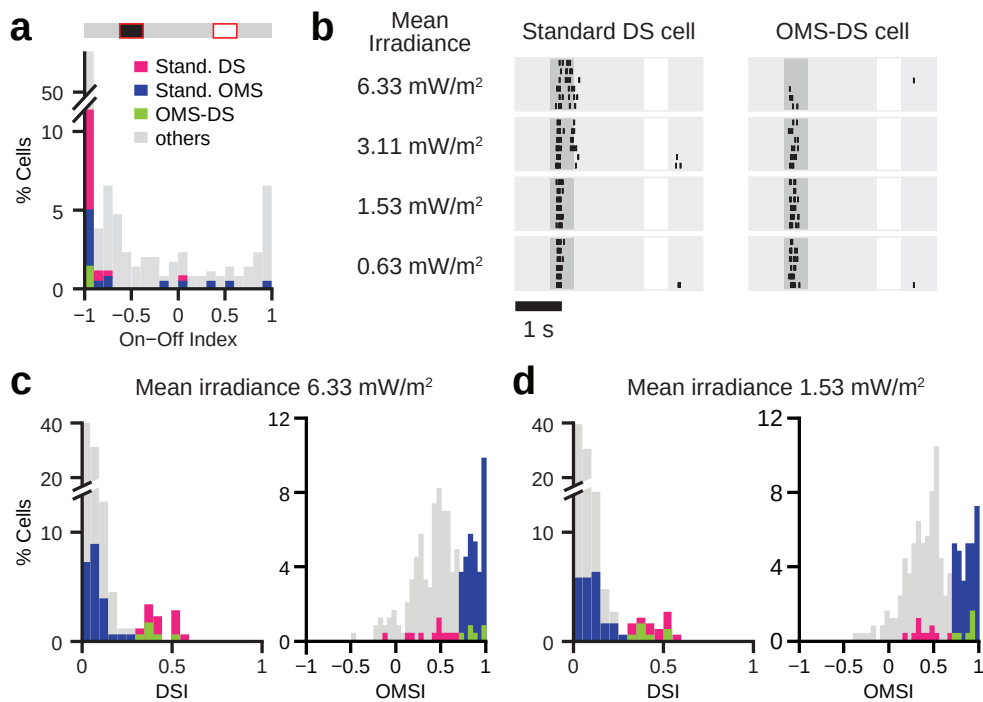 a
Stand. DS
Stand. OMS
OMS-DS
others
50
10
5
0
% Cells
−1 −0.5 0 0.5 1
On−Off Index
b
Mean Irradiance
Standard DS cell
OMS-DS cell
6.33 mW/m²
3.11 mW/m²
1.53 mW/m²
0.63 mW/m²
1 s
c
Mean irradiance 6.33 mW/m²
40
20
10
0
% Cells
0 0.5 1
DSI
12
8
4
0
−1 −0.5 0 0.5 1
OMSI
d
Mean irradiance 1.53 mW/m²
40
20
10
0
% Cells
0 0.5 1
DSI
12
8
4
0
−1 −0.5 0 0.5 1
OMSI